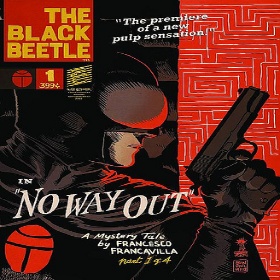 THE
BLACK
BEETLE
"The premiere
of a new
pulp sensation!"
1
399¢
IN
"NO WAY OUT"
A Mystery Tale
by FRANCESCO
FRANCAVILLA
part 1 of 4